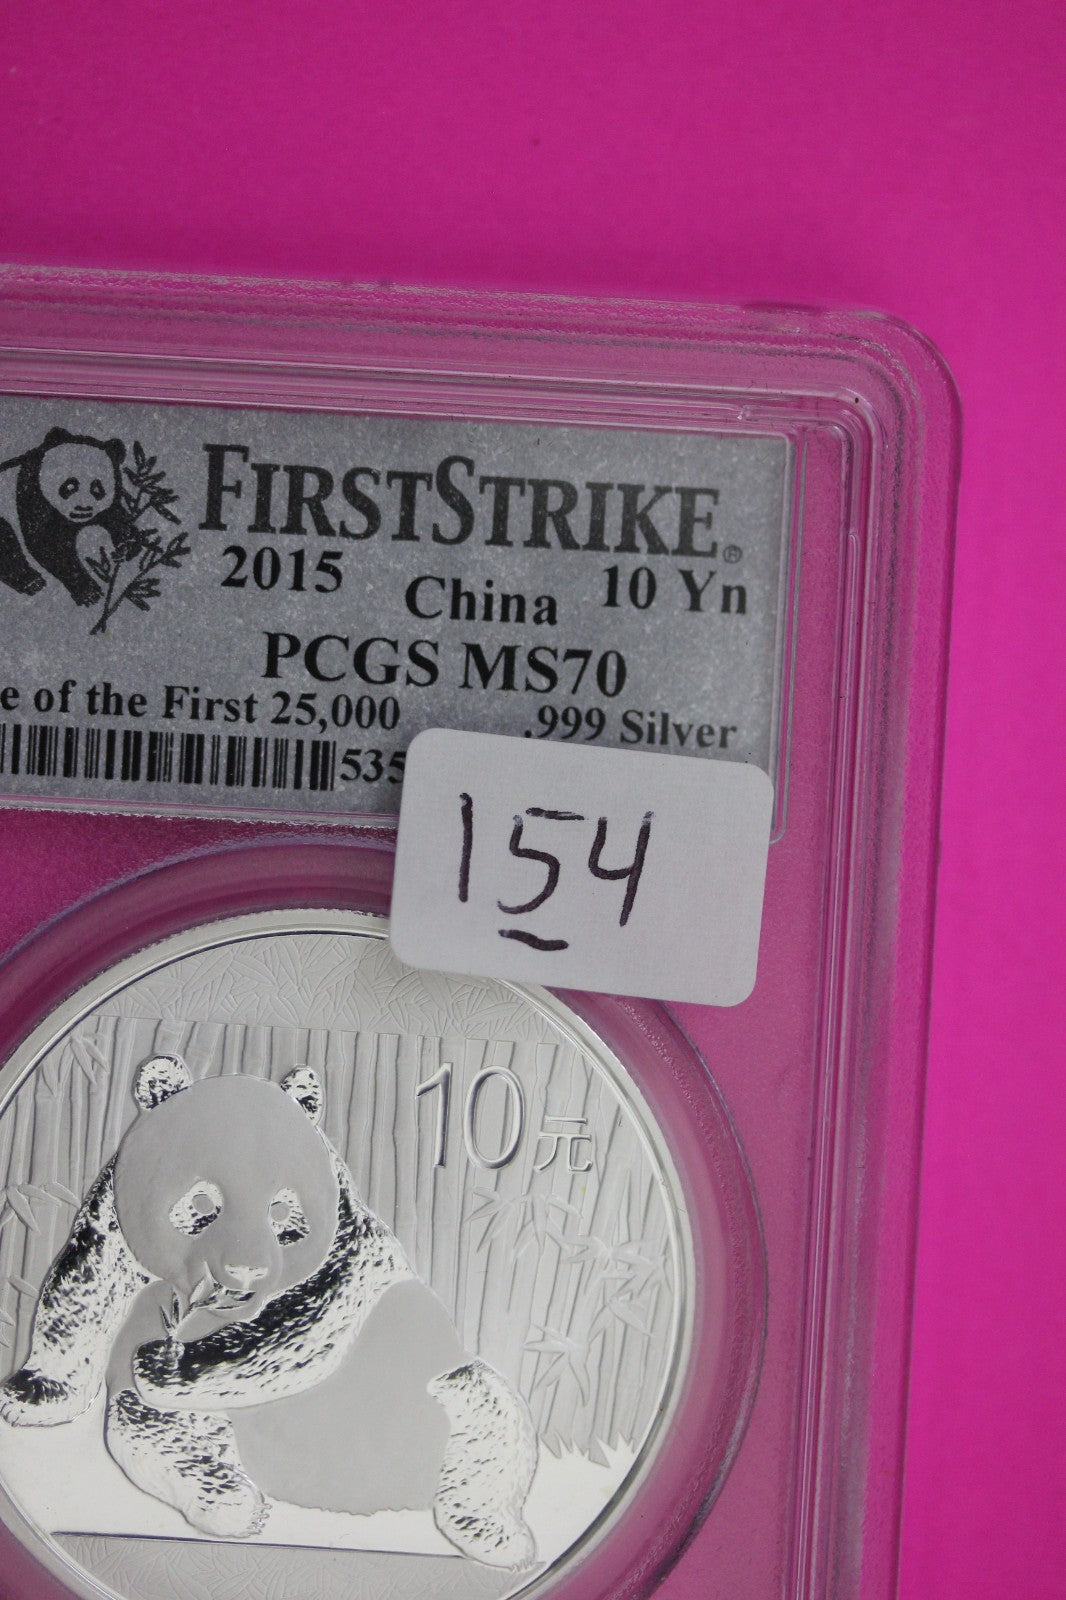 FIRSTSTRIKE®
2015 China 10 Yn
PCGS MS70
of the First 25,000 .999 Silver
535
154
10元